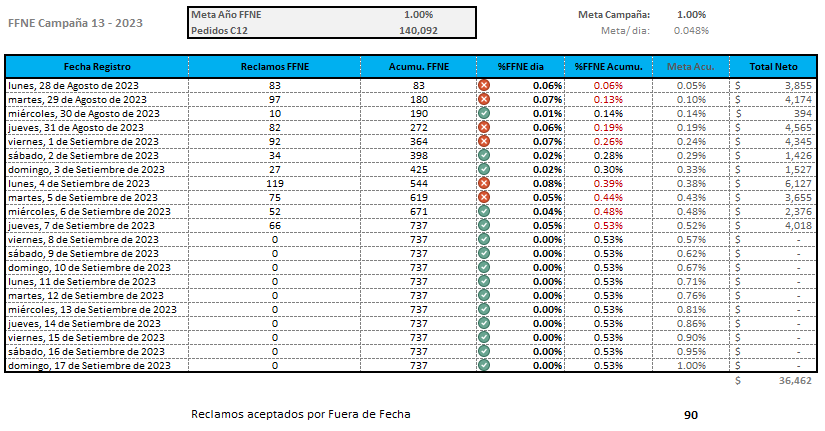 FFNE Campaña 13 - 2023
Meta Año FFNE 1.00%
Pedidos C12 140,092
Meta Campaña: 1.00%
Meta/ dia: 0.048%
Fecha Registro Reclamos FFNE Acumu. FFNE %FFNE dia %FFNE Acumu. Meta Acu. Total Neto
lunes, 28 de Agosto de 2023 83 83 0.06% 0.06% 0.05% $ 3,855
martes, 29 de Agosto de 2023 97 180 0.07% 0.13% 0.10% $ 4,174
miércoles, 30 de Agosto de 2023 10 190 0.01% 0.14% 0.14% $ 394
jueves, 31 de Agosto de 2023 82 272 0.06% 0.19% 0.19% $ 4,565
viernes, 1 de Setiembre de 2023 92 364 0.07% 0.26% 0.24% $ 4,345
sábado, 2 de Setiembre de 2023 34 398 0.02% 0.28% 0.29% $ 1,426
domingo, 3 de Setiembre de 2023 27 425 0.02% 0.30% 0.33% $ 1,527
lunes, 4 de Setiembre de 2023 119 544 0.08% 0.39% 0.38% $ 6,127
martes, 5 de Setiembre de 2023 75 619 0.05% 0.44% 0.43% $ 3,655
miércoles, 6 de Setiembre de 2023 52 671 0.04% 0.48% 0.48% $ 2,376
jueves, 7 de Setiembre de 2023 66 737 0.05% 0.53% 0.52% $ 4,018
viernes, 8 de Setiembre de 2023 0 737 0.00% 0.53% 0.57% $ -
sábado, 9 de Setiembre de 2023 0 737 0.00% 0.53% 0.62% $ -
domingo, 10 de Setiembre de 2023 0 737 0.00% 0.53% 0.67% $ -
lunes, 11 de Setiembre de 2023 0 737 0.00% 0.53% 0.71% $ -
martes, 12 de Setiembre de 2023 0 737 0.00% 0.53% 0.76% $ -
miércoles, 13 de Setiembre de 2023 0 737 0.00% 0.53% 0.81% $ -
jueves, 14 de Setiembre de 2023 0 737 0.00% 0.53% 0.86% $ -
viernes, 15 de Setiembre de 2023 0 737 0.00% 0.53% 0.90% $ -
sábado, 16 de Setiembre de 2023 0 737 0.00% 0.53% 0.95% $ -
domingo, 17 de Setiembre de 2023 0 737 0.00% 0.53% 1.00% $ -
$ 36,462
Reclamos aceptados por Fuera de Fecha 90